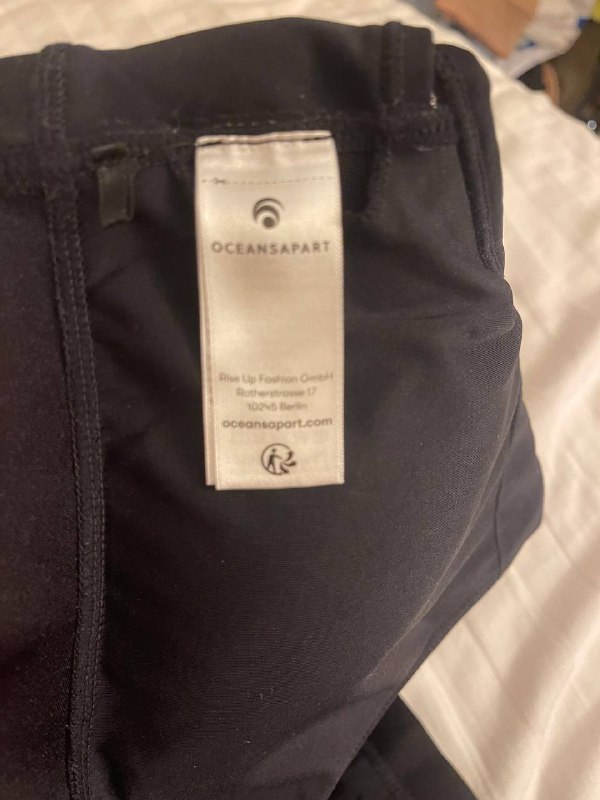 OCEANSAPART
Rise Up Fashion GmbH
Rotherstrasse 17
10245 Berlin
oceansapart.com